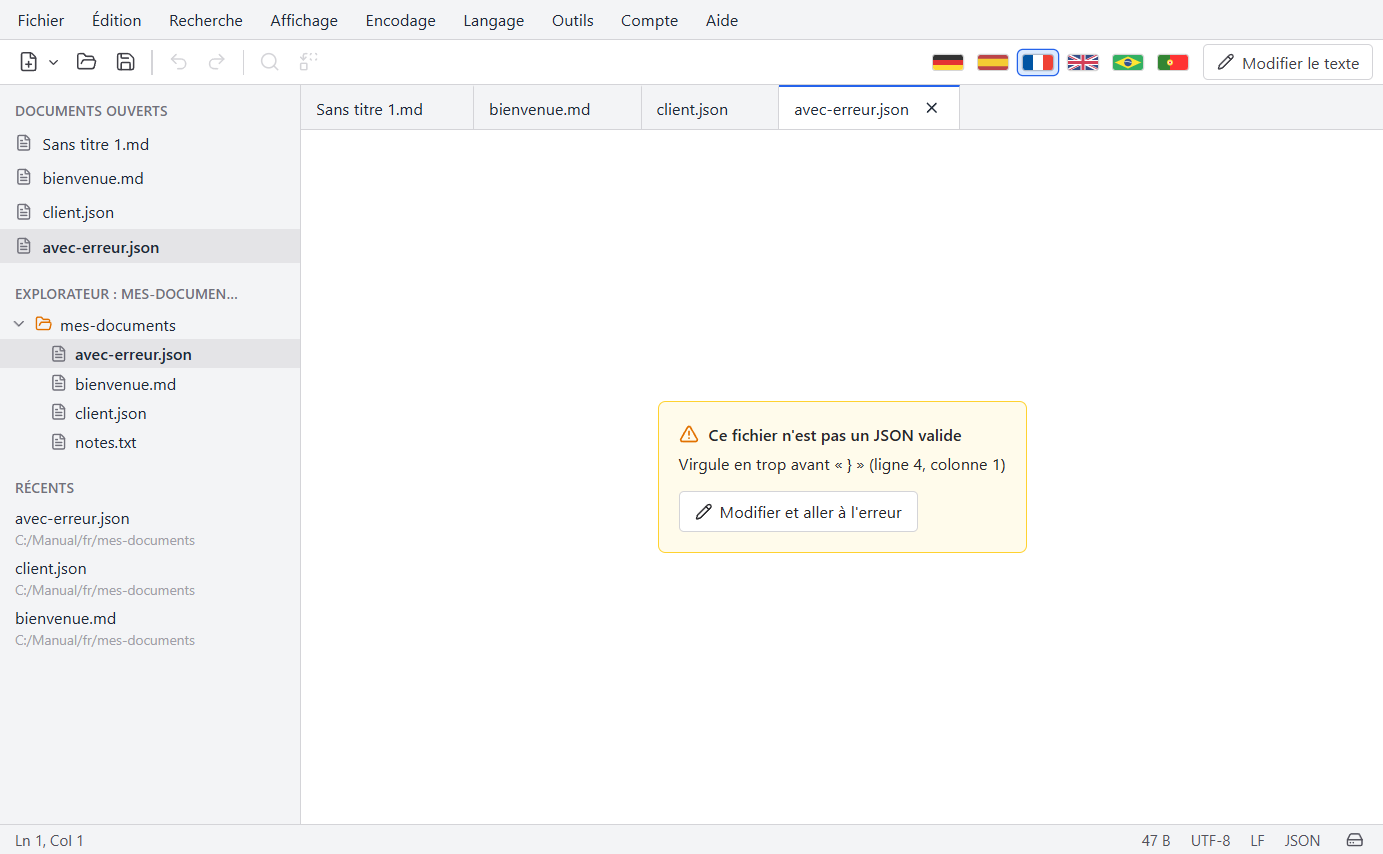 Fichier Édition Recherche Affichage Encodage Langage Outils Compte Aide
Modifier le texte
DOCUMENTS OUVERTS
Sans titre 1.md
bienvenue.md
client.json
avec-erreur.json
EXPLORATEUR : MES-DOCUMEN...
mes-documents
avec-erreur.json
bienvenue.md
client.json
notes.txt
RÉCENTS
avec-erreur.json
C:/Manual/fr/mes-documents
client.json
C:/Manual/fr/mes-documents
bienvenue.md
C:/Manual/fr/mes-documents
Sans titre 1.md bienvenue.md client.json avec-erreur.json
Ce fichier n'est pas un JSON valide
Virgule en trop avant « } » (ligne 4, colonne 1)
Modifier et aller à l'erreur
Ln 1, Col 1 47 B UTF-8 LF JSON